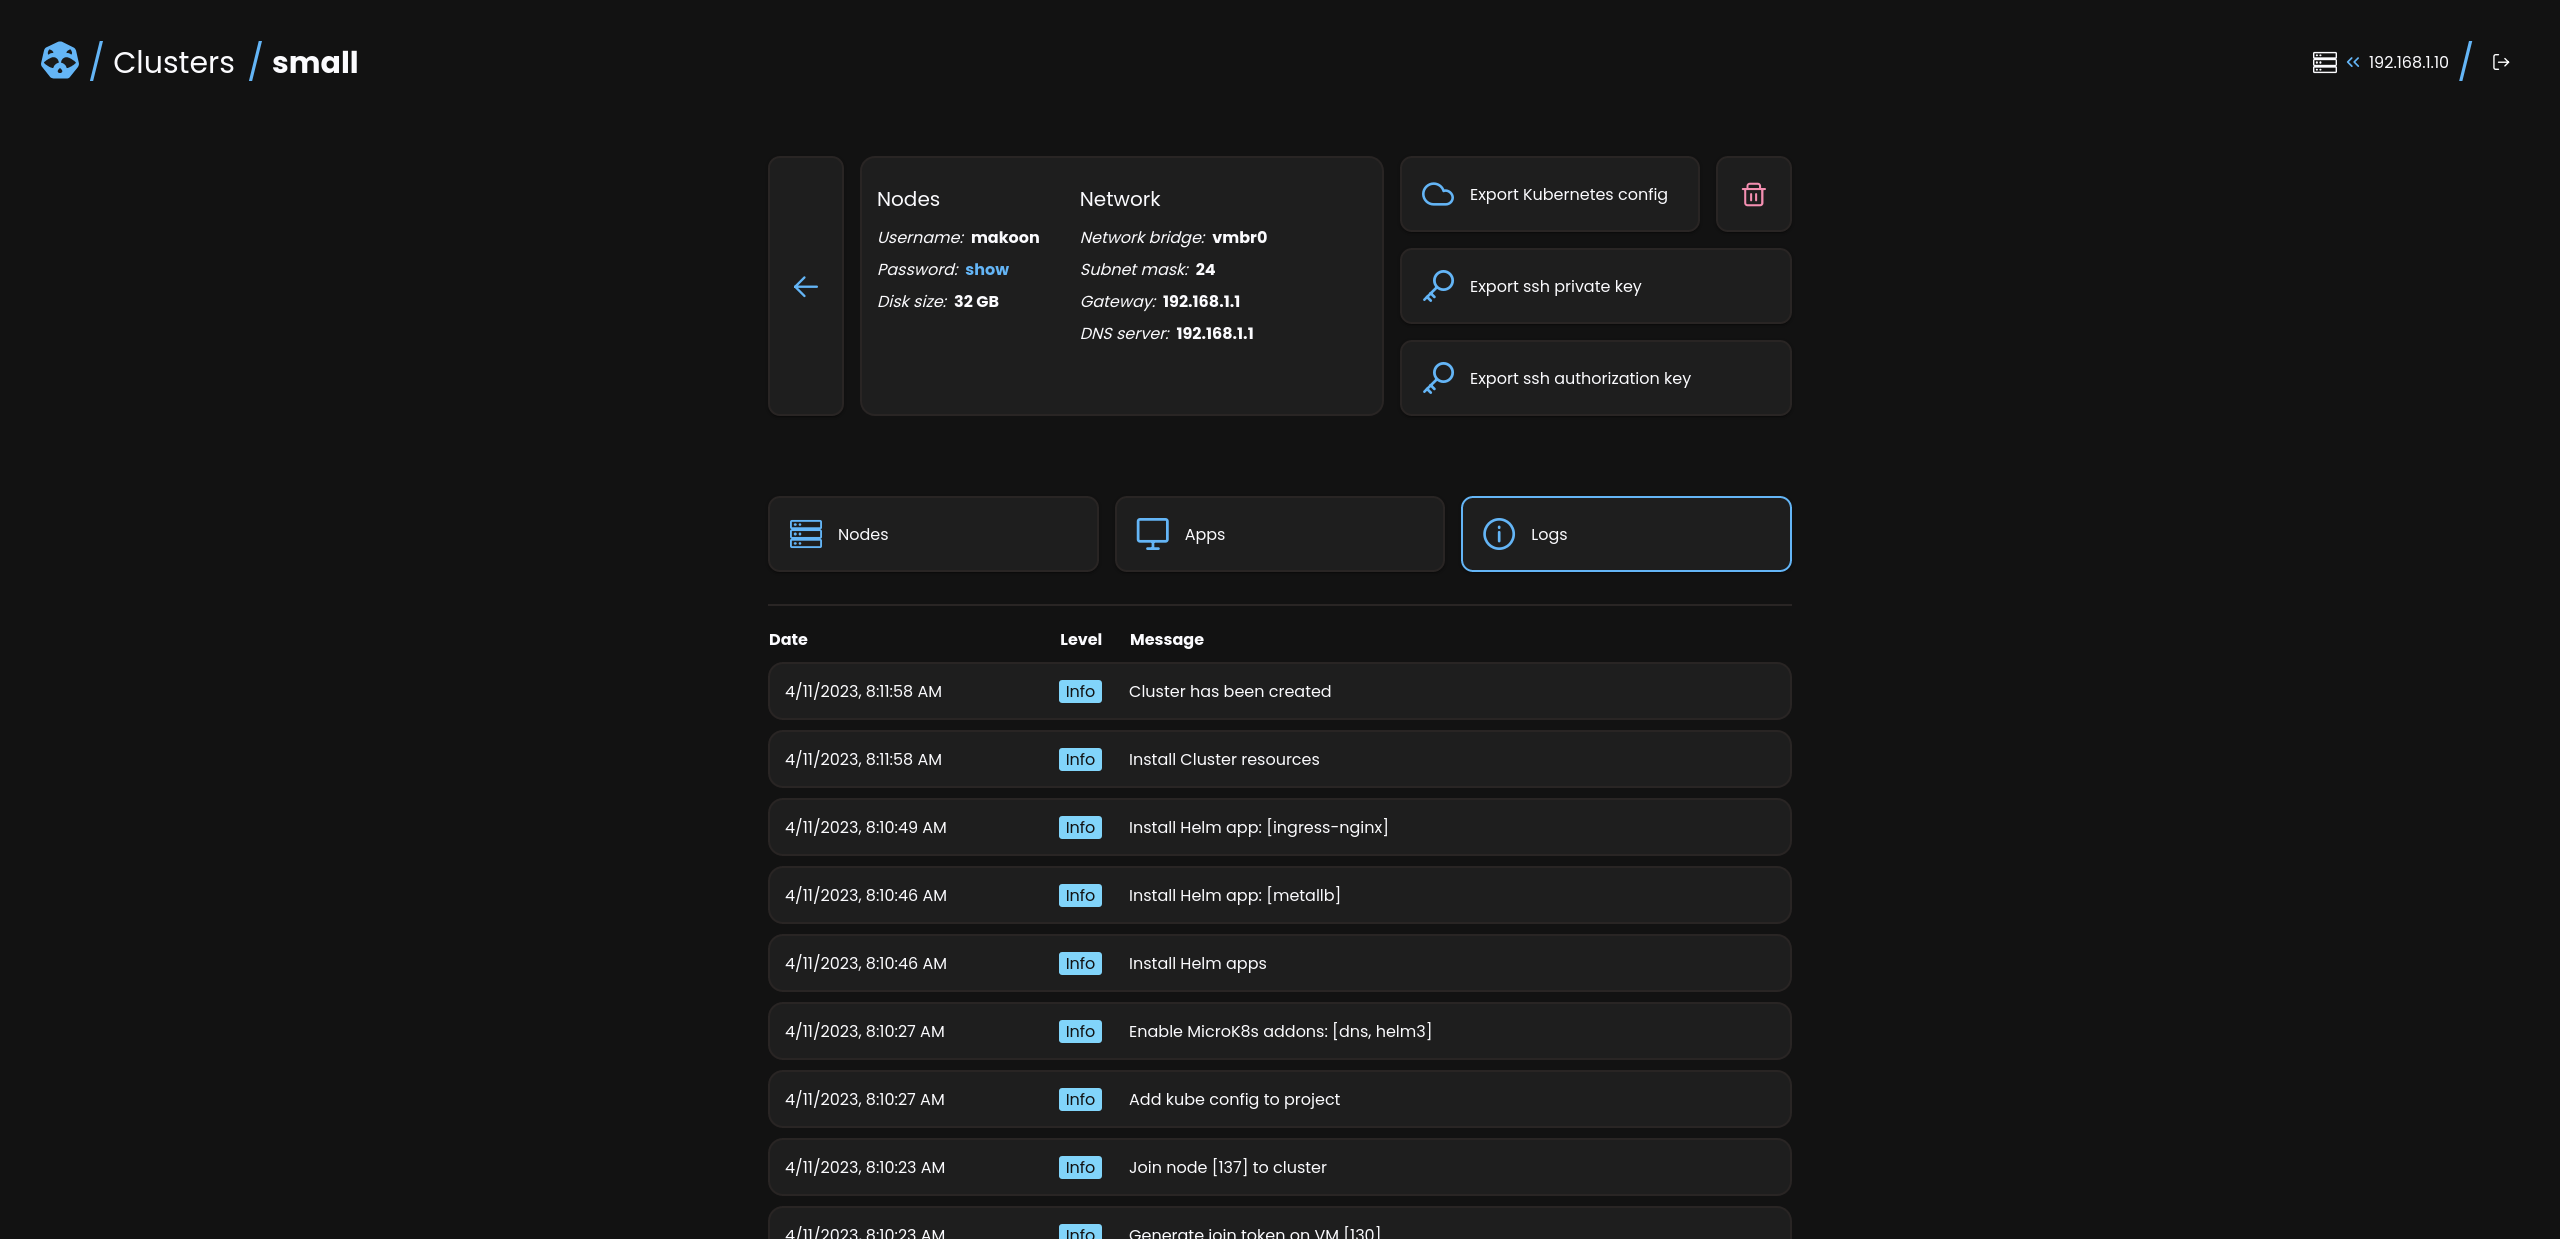 / Clusters / small
192.168.1.10 /
Nodes
Username: makoon
Password: show
Disk size: 32 GB
Network
Network bridge: vmbr0
Subnet mask: 24
Gateway: 192.168.1.1
DNS server: 192.168.1.1
Export Kubernetes config
Export ssh private key
Export ssh authorization key
Nodes
Apps
Logs
Date Level Message
4/11/2023, 8:11:58 AM Info Cluster has been created
4/11/2023, 8:11:58 AM Info Install Cluster resources
4/11/2023, 8:10:49 AM Info Install Helm app: [ingress-nginx]
4/11/2023, 8:10:46 AM Info Install Helm app: [metallb]
4/11/2023, 8:10:46 AM Info Install Helm apps
4/11/2023, 8:10:27 AM Info Enable MicroK8s addons: [dns, helm3]
4/11/2023, 8:10:27 AM Info Add kube config to project
4/11/2023, 8:10:23 AM Info Join node [137] to cluster
4/11/2023, 8:10:23 AM Info Generate join token on VM [130]